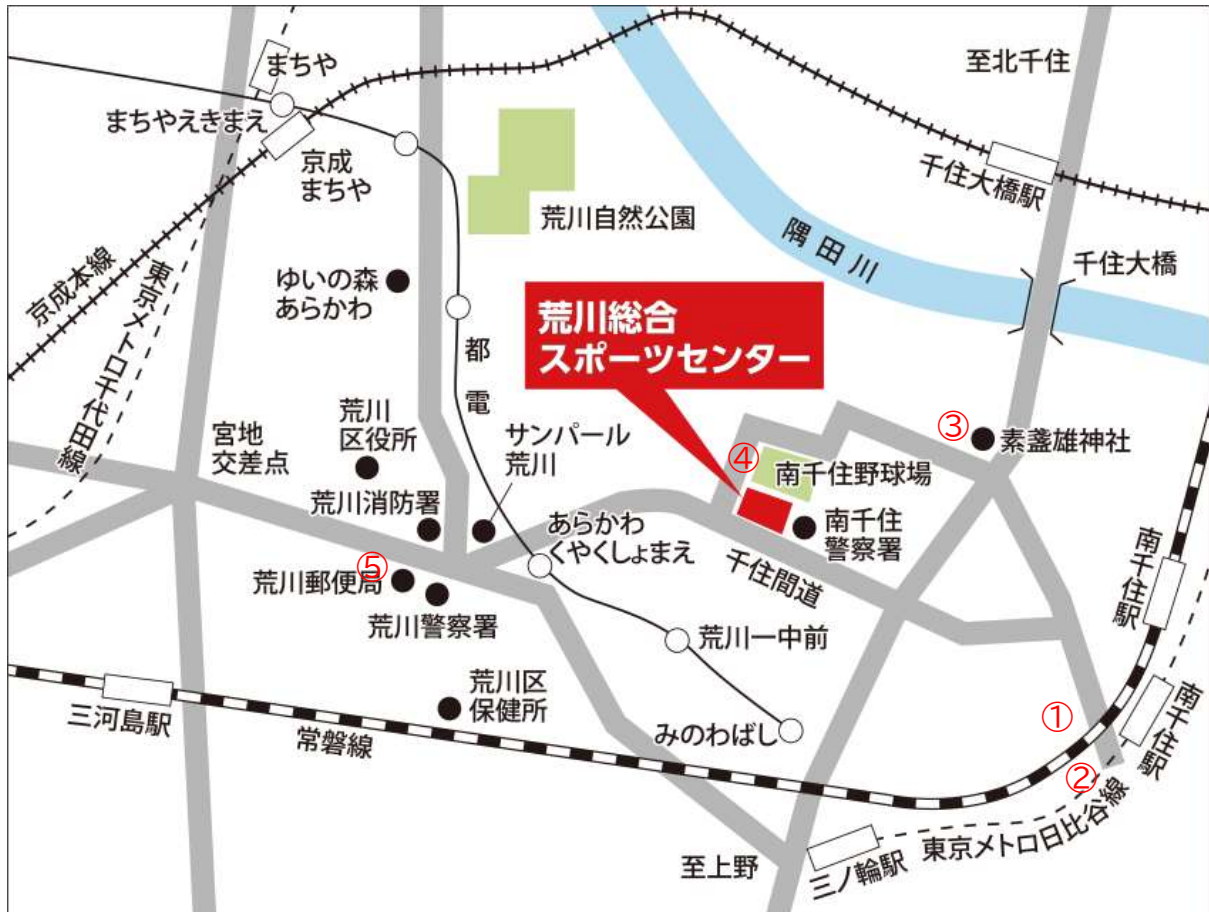 まちや
至北千住
まちやえきまえ
京成
まちや
千住大橋駅
荒川自然公園
隅田川
千住大橋
京成本線
東京メトロ千代田線
ゆいの森
あらかわ
荒川総合
スポーツセンター
都電
荒川
区役所
サンパール
荒川
宮地
交差点
③
素盞雄神社
④
南千住野球場
荒川消防署
あらかわ
くやくしょまえ
南千住
警察署
南千住駅
⑤
荒川郵便局
千住間道
荒川警察署
荒川一中前
荒川区
保健所
三河島駅
常磐線
みのわばし
①
南千住駅
②
至上野
三ノ輪駅
東京メトロ日比谷線